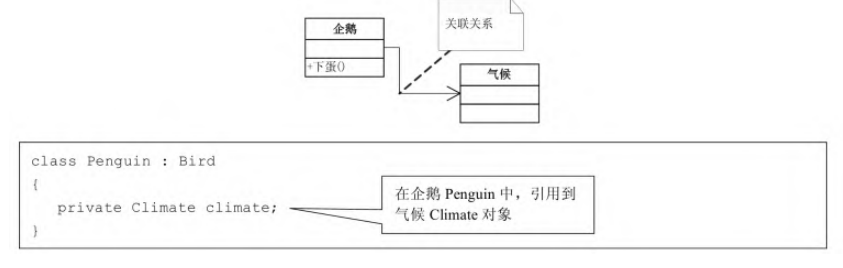 企鹅
+下蛋()
关联关系
气候
class Penguin : Bird
{
private Climate climate;
}
在企鹅 Penguin 中，引用到
气候 Climate 对象